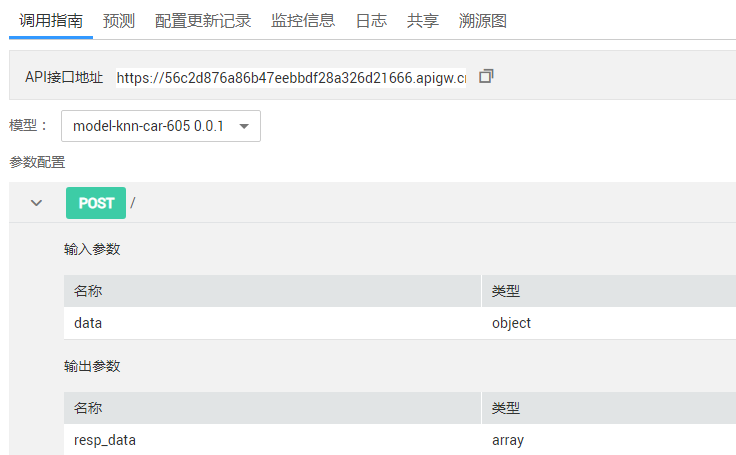 调用指南 预测 配置更新记录 监控信息 日志 共享 溯源图
API接口地址 https://56c2d876a86b47eebbdf28a326d21666.apigw.cn
模型： model-knn-car-605 0.0.1
参数配置
POST /
输入参数
名称 类型
data object
输出参数
名称 类型
resp_data array